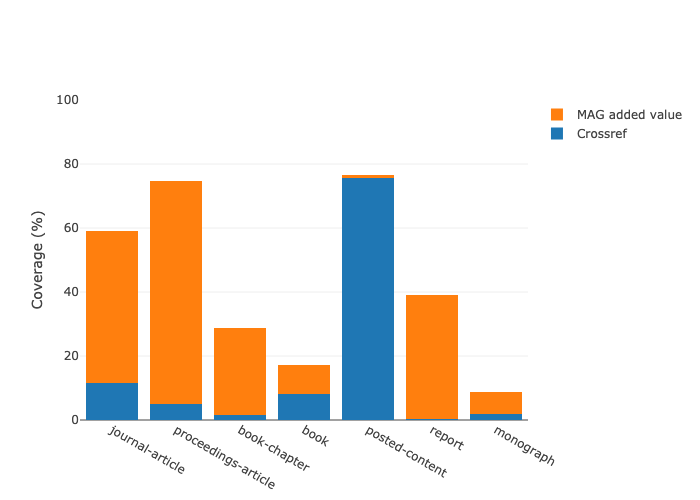 100
80
60
40
20
0
Coverage (%)
journal-article
proceedings-article
book-chapter
book
posted-content
report
monograph
MAG added value
Crossref